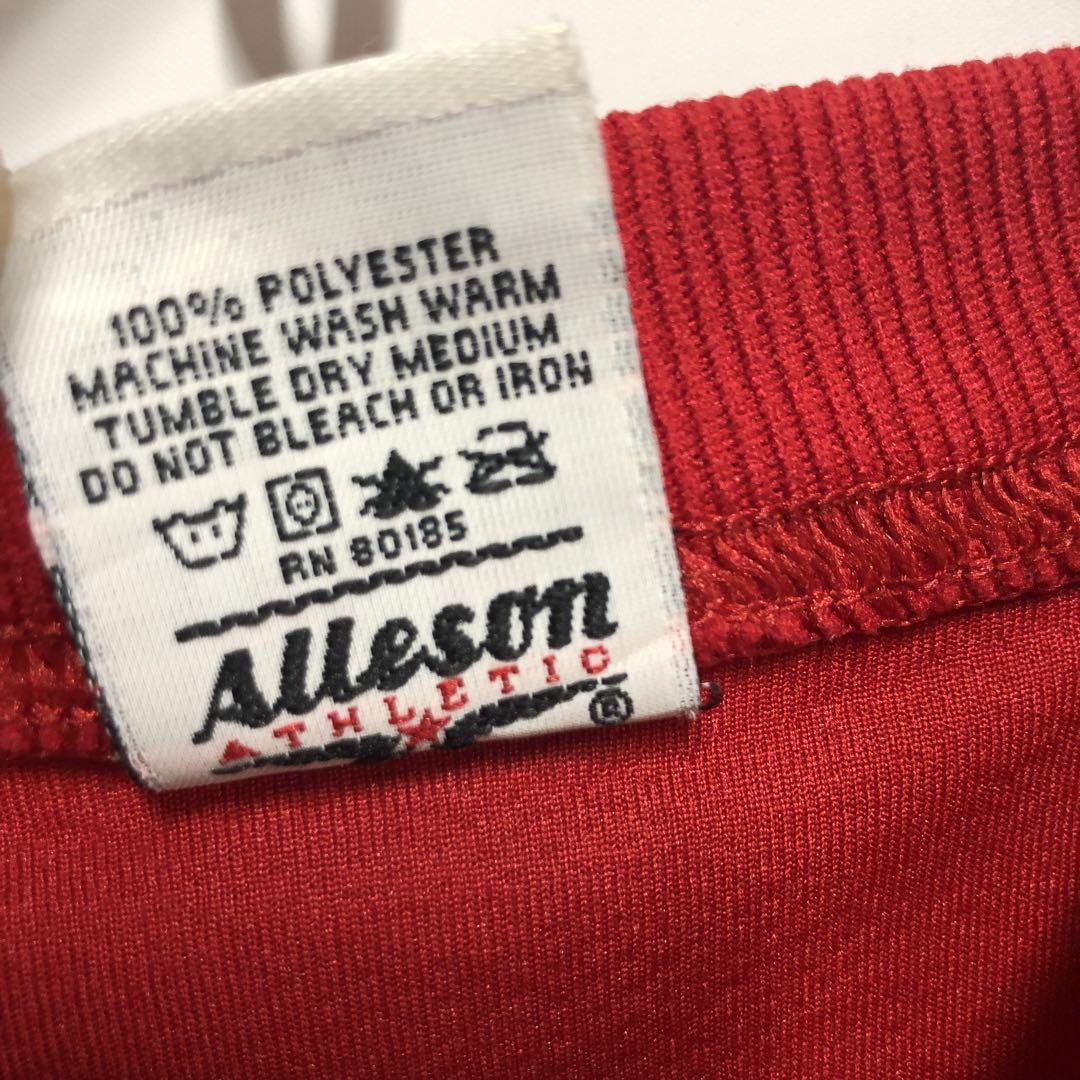 100% POLYESTER
MACHINE WASH WARM
TUMBLE DRY MEDIUM
DO NOT BLEACH OR IRON
RN 80185
Alleson
ATHLETIC
®